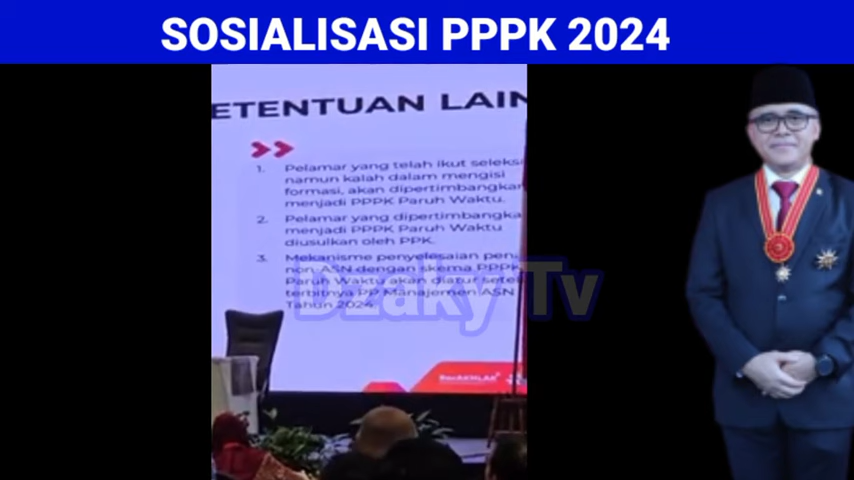 SOSIALISASI PPPK 2024
ETENTUAN LAIN
1. Pelamar yang telah ikut seleksi
namun kalah dalam mengisi
formasi, akan dipertimbangkan
menjadi PPPK Paruh Waktu.
2. Pelamar yang dipertimbangka
menjadi PPPK Paruh Waktu
diusulkan oleh PPK.
3. Mekanisme penyelesaian pen
non-ASN dengan skema PPPK
Paruh Waktu akan diatur setel
terbitnya PP Manajemen ASN
Tahun 2024.
Dzaky Tv
BerAKHLAK